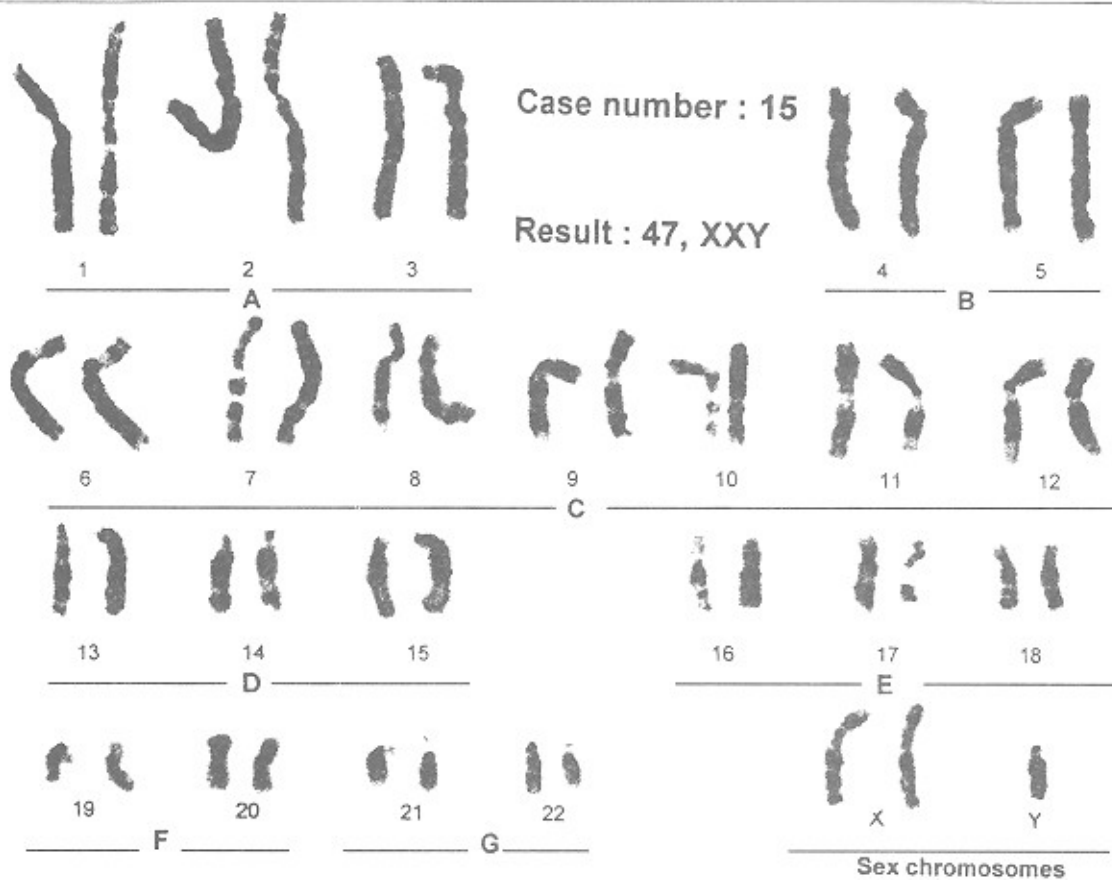 Case number : 15
Result : 47, XXY
1 2 3 4 5
A B
6 7 8 9 10 11 12
C
13 14 15 16 17 18
D E
19 20 21 22 X Y
F G
Sex chromosomes